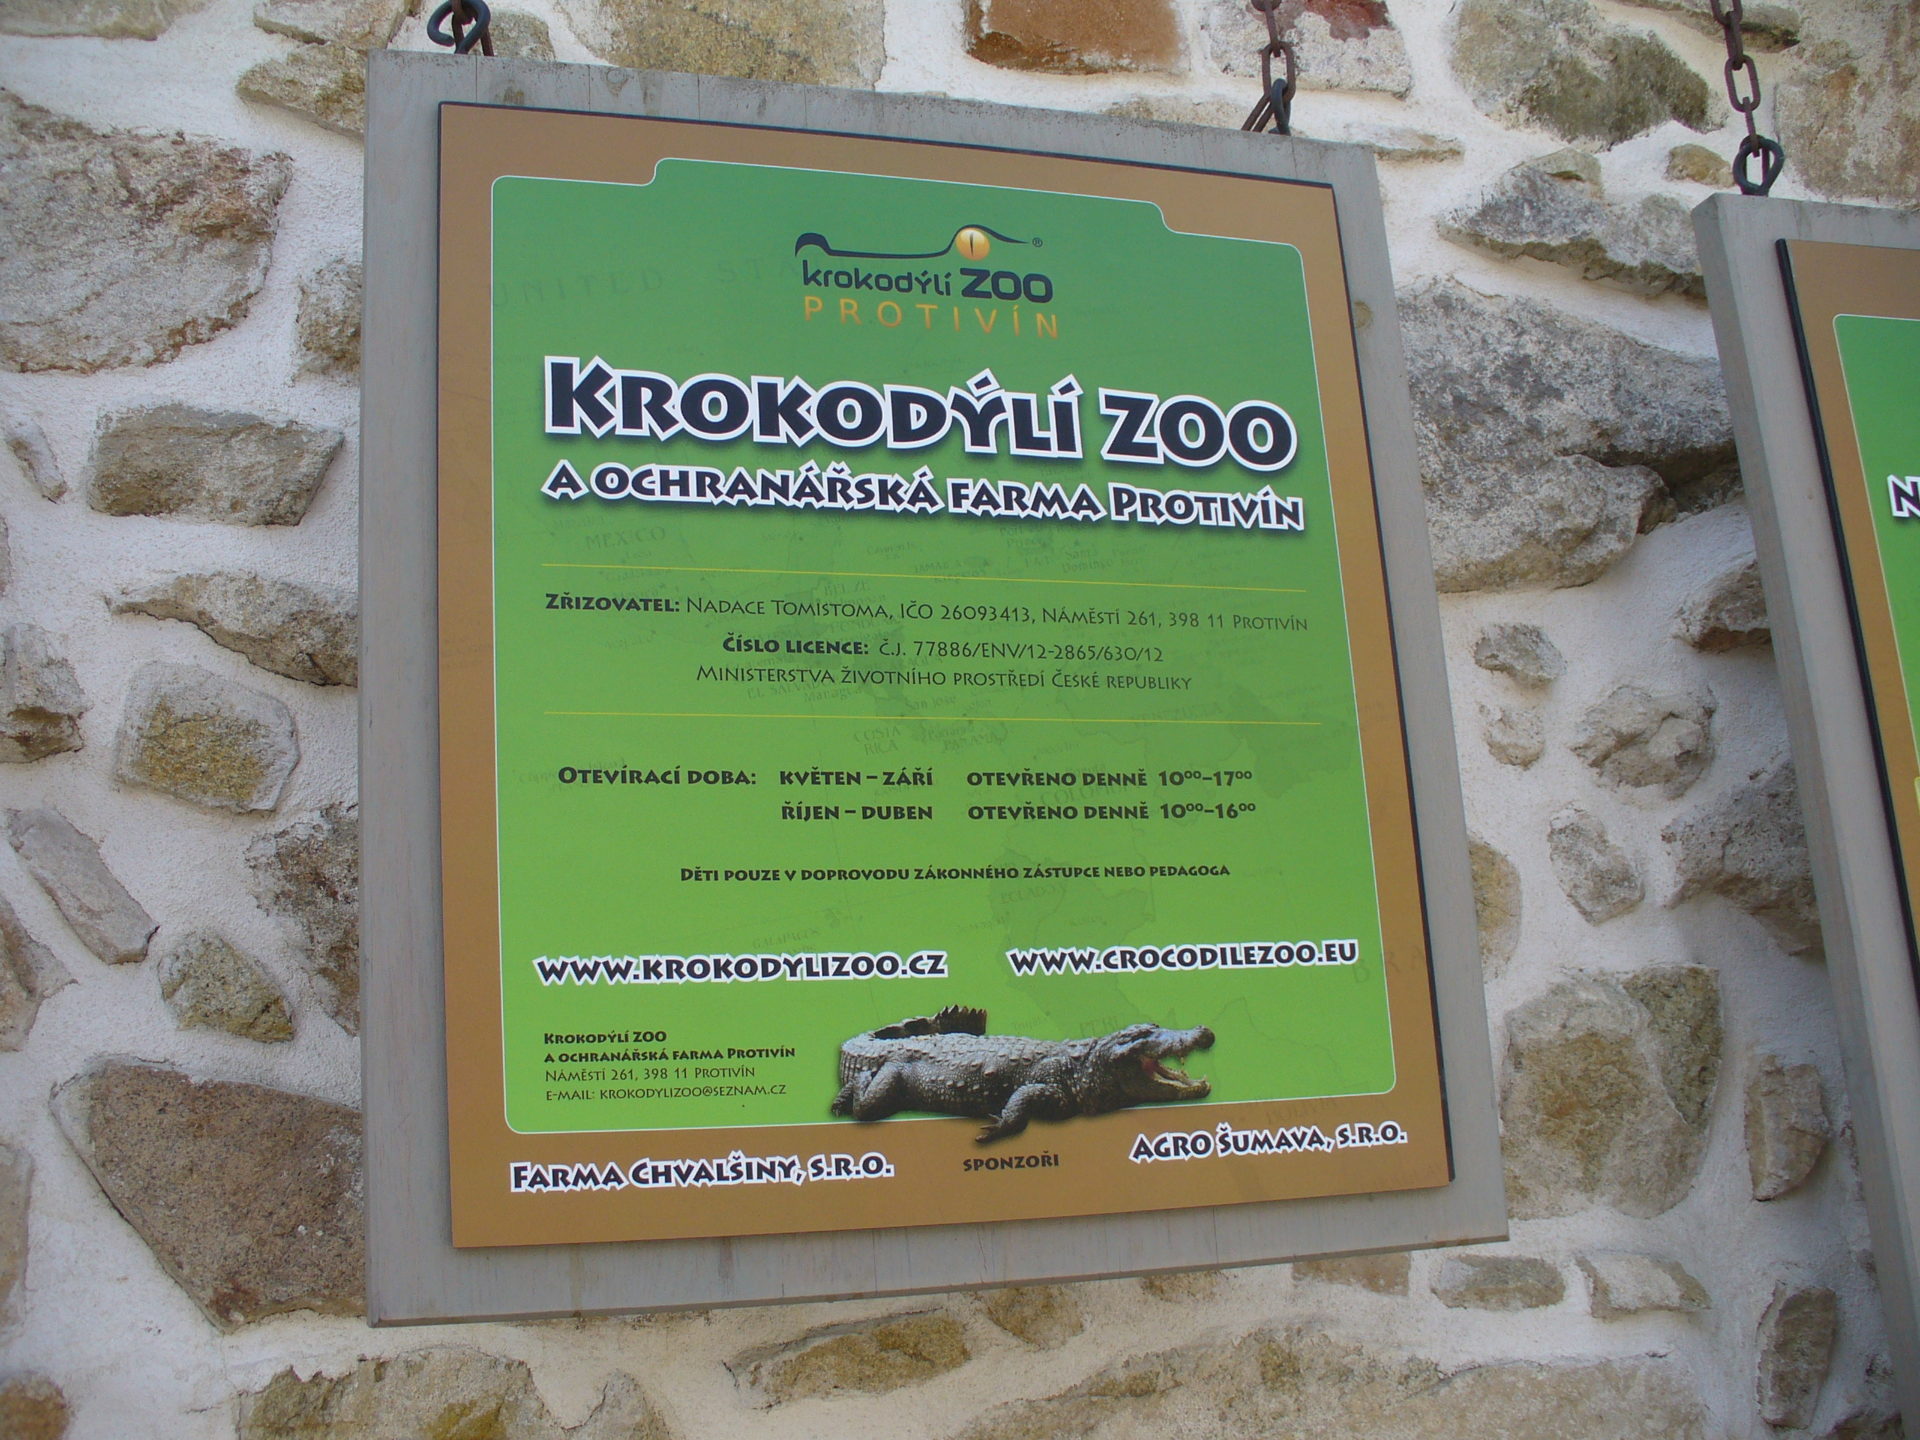 krokodýlí ZOO ®
PROTIVÍN
KROKODÝLÍ ZOO
A OCHRANÁŘSKÁ FARMA PROTIVÍN
ZŘIZOVATEL: NADACE TOMISTOMA, IČO 26093413, NÁMĚSTÍ 261, 398 11 PROTIVÍN
ČÍSLO LICENCE: Č.J. 77886/ENV/12-2865/630/12
MINISTERSTVA ŽIVOTNÍHO PROSTŘEDÍ ČESKÉ REPUBLIKY
OTEVÍRACÍ DOBA: KVĚTEN – ZÁŘÍ OTEVŘENO DENNĚ 10⁰⁰–17⁰⁰
ŘÍJEN – DUBEN OTEVŘENO DENNĚ 10⁰⁰–16⁰⁰
DĚTI POUZE V DOPROVODU ZÁKONNÉHO ZÁSTUPCE NEBO PEDAGOGA
WWW.KROKODYLIZOO.CZ WWW.CROCODILEZOO.EU
KROKODÝLÍ ZOO
A OCHRANÁŘSKÁ FARMA PROTIVÍN
NÁMĚSTÍ 261, 398 11 PROTIVÍN
E-MAIL: KROKODYLIZOO@SEZNAM.CZ
FARMA CHVALŠINY, S.R.O. SPONZOŘI AGRO ŠUMAVA, S.R.O.